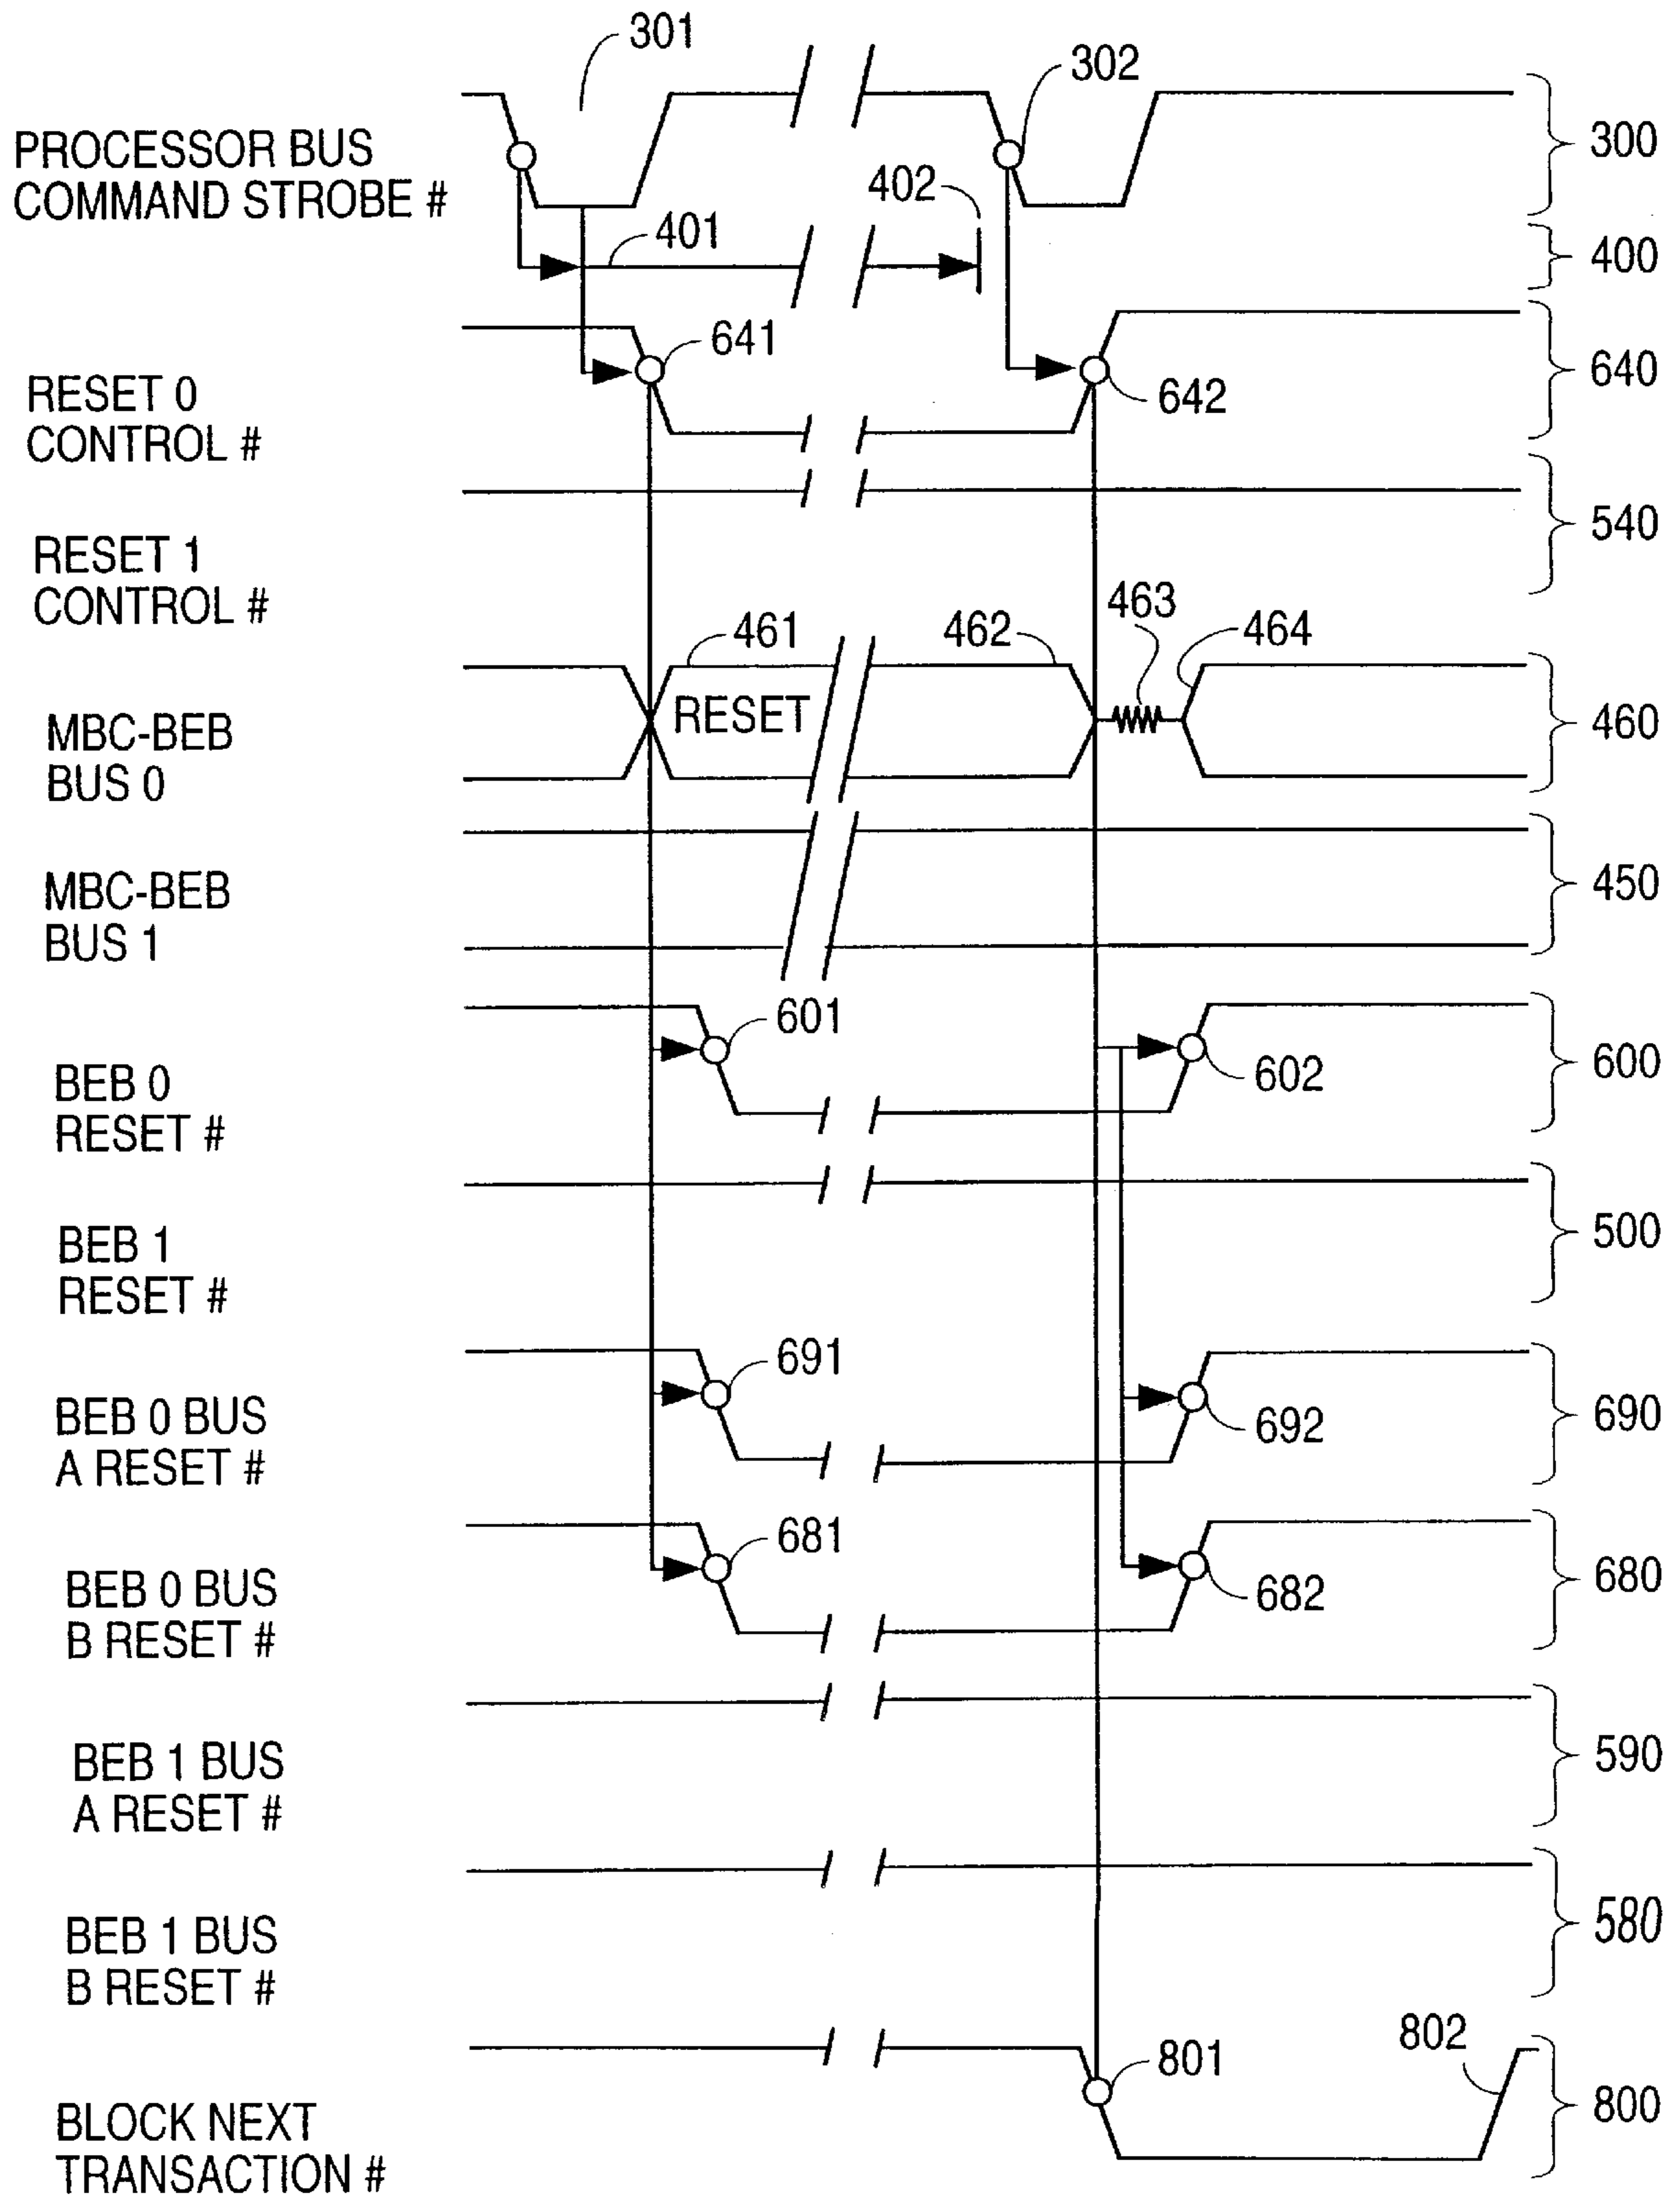 301
302
PROCESSOR BUS
COMMAND STROBE #
300
402
401
400
641
RESET 0
CONTROL #
642
640
RESET 1
CONTROL #
540
463
461
462
464
RESET
MBC-BEB
BUS 0
460
MBC-BEB
BUS 1
450
601
BEB 0
RESET #
602
600
BEB 1
RESET #
500
691
BEB 0 BUS
A RESET #
692
690
681
BEB 0 BUS
B RESET #
682
680
BEB 1 BUS
A RESET #
590
BEB 1 BUS
B RESET #
580
802
801
BLOCK NEXT
TRANSACTION #
800